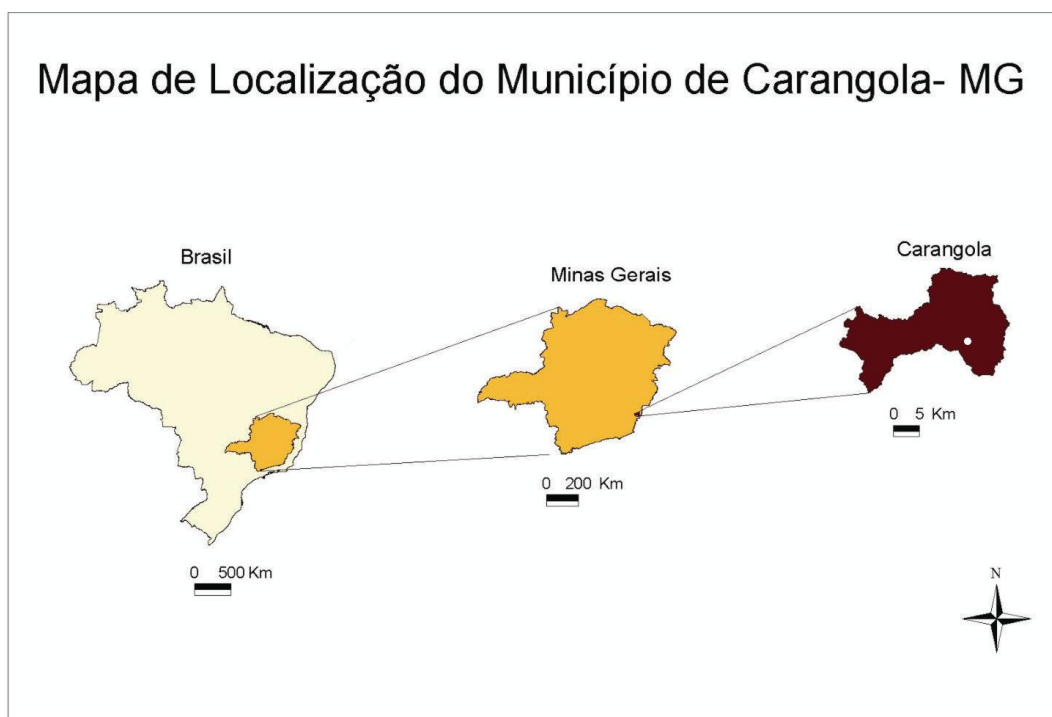 Mapa de Localização do Município de Carangola- MG
Brasil
Minas Gerais
Carangola
0 5 Km
0 200 Km
0 500 Km
N